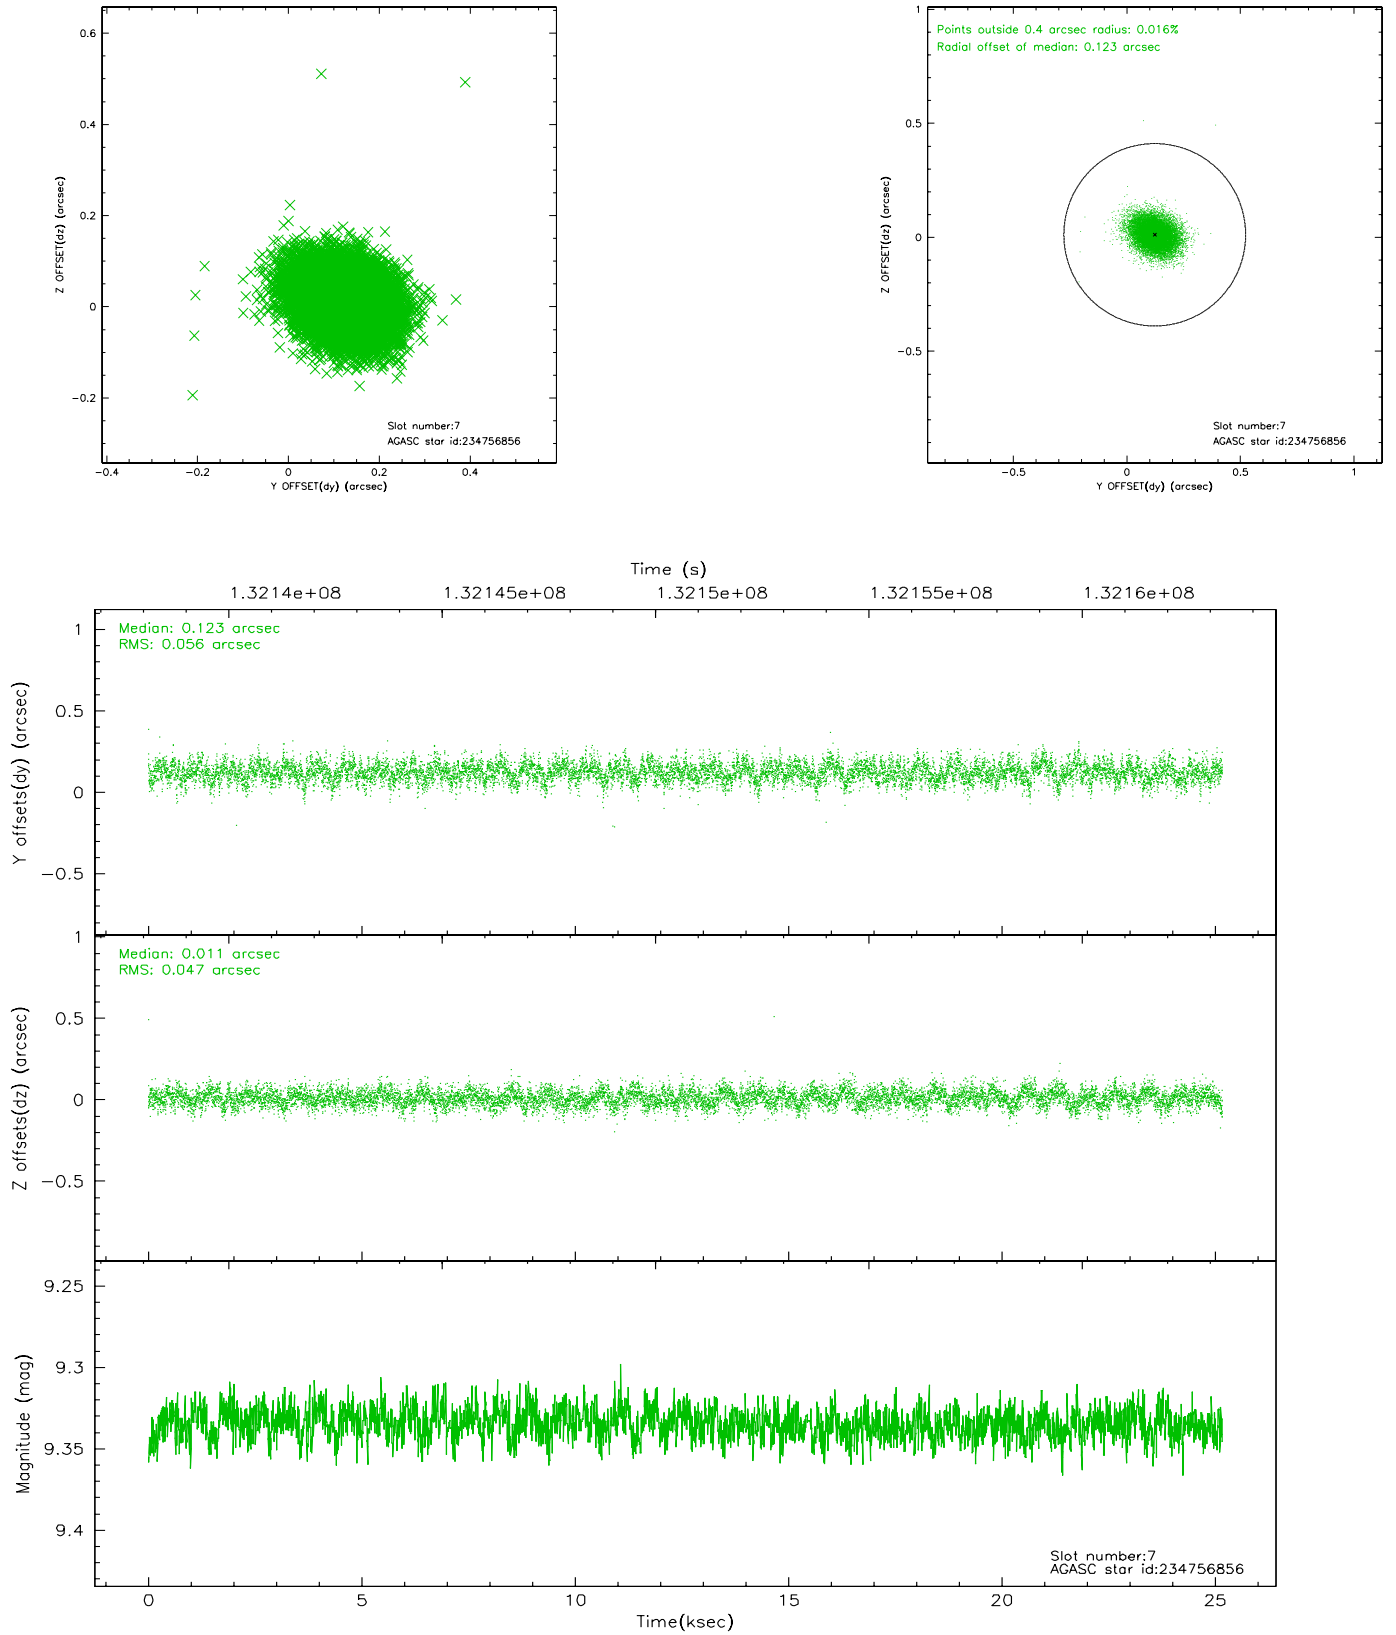 0.6
0.4
0.2
0
−0.2
Z OFFSET(dz) (arcsec)
Slot number:7
AGASC star id:234756856
−0.4 −0.2 0 0.2 0.4
Y OFFSET(dy) (arcsec)
Points outside 0.4 arcsec radius: 0.016%
Radial offset of median: 0.123 arcsec
1
0.5
0
−0.5
Z OFFSET(dz) (arcsec)
Slot number:7
AGASC star id:234756856
−0.5 0 0.5 1
Y OFFSET(dy) (arcsec)
Time (s)
1.3214e+08 1.32145e+08 1.3215e+08 1.32155e+08 1.3216e+08
Median: 0.123 arcsec
RMS: 0.056 arcsec
1
0.5
0
−0.5
Y offsets(dy) (arcsec)
Median: 0.011 arcsec
RMS: 0.047 arcsec
1
0.5
0
−0.5
Z offsets(dz) (arcsec)
9.25
9.3
9.35
9.4
Magnitude (mag)
Slot number:7
AGASC star id:234756856
0 5 10 15 20 25
Time(ksec)